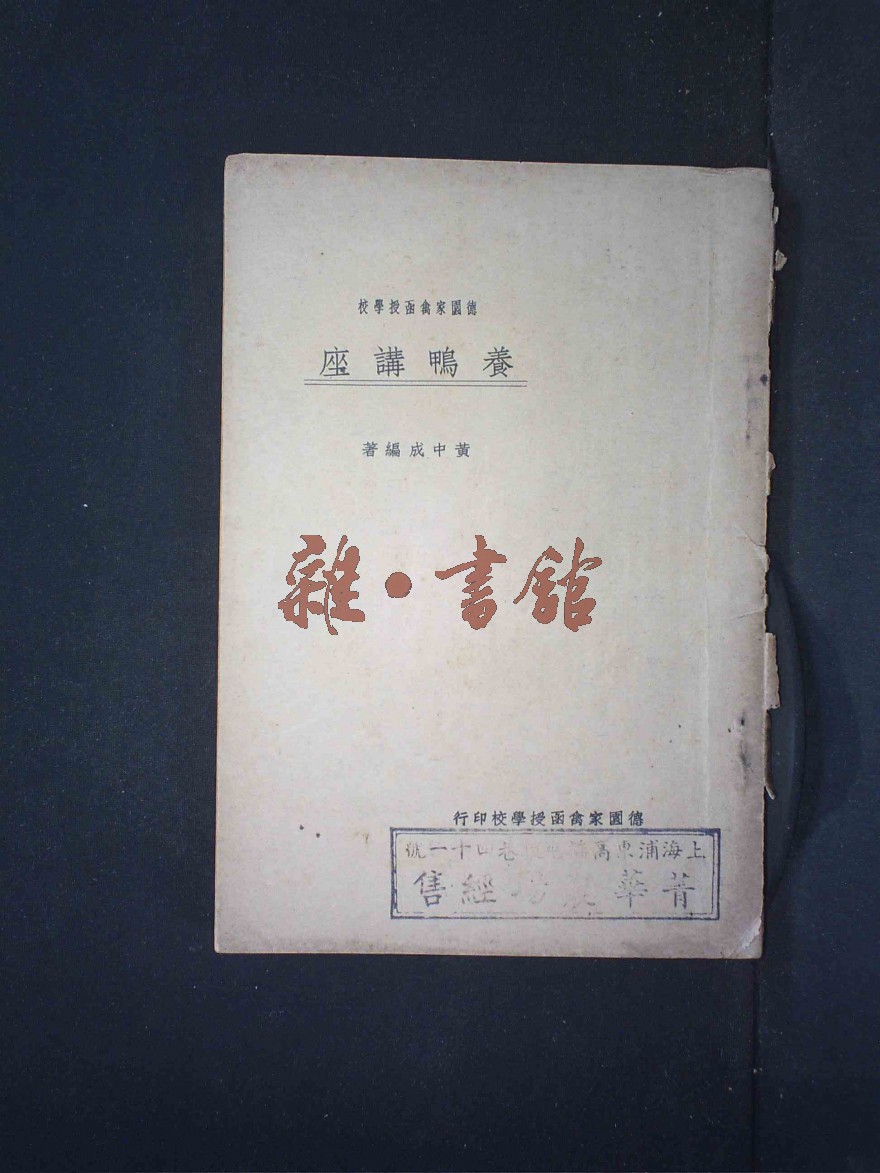 德園家禽函授學校
養鴨講座
黃中成編著
雜・書館
德園家禽函授學校印行
上海浦東高 巷四十一號
菁華 場經售